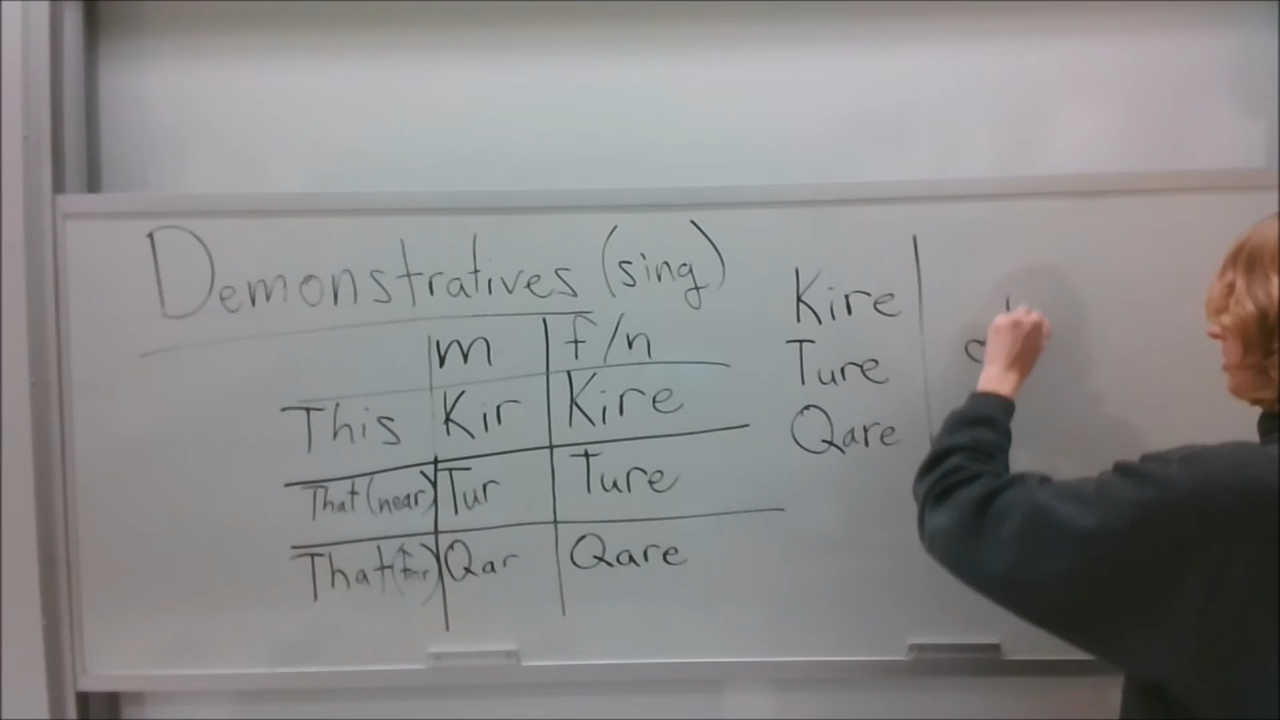 Demonstratives (sing)
m f/n
This Kir Kire
That (near) Tur Ture
That (far) Qar Qare
Kire
Ture
Qare